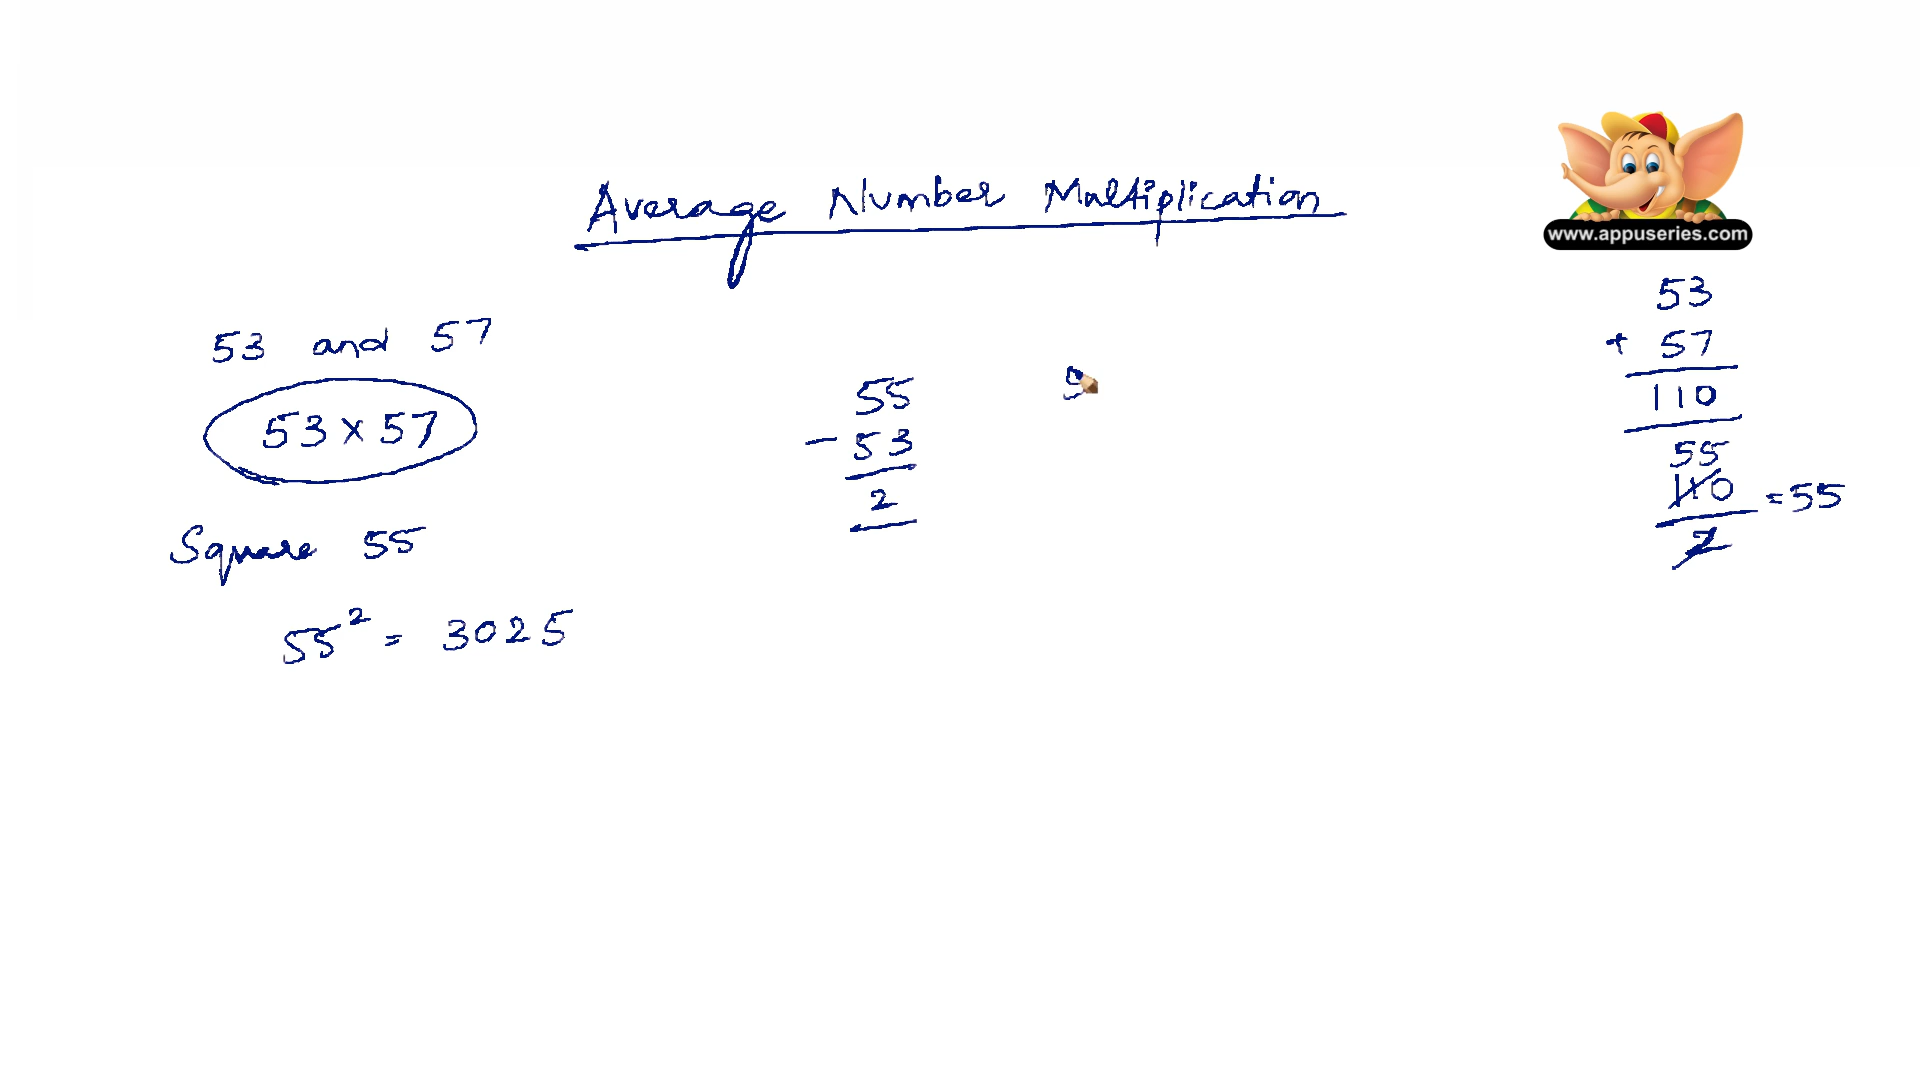 Average Number Multiplication
www.appuseries.com
53 and 57
53 x 57
Square 55
55² = 3025
55
- 53
2
53
+ 57
110
55
110
2
= 55